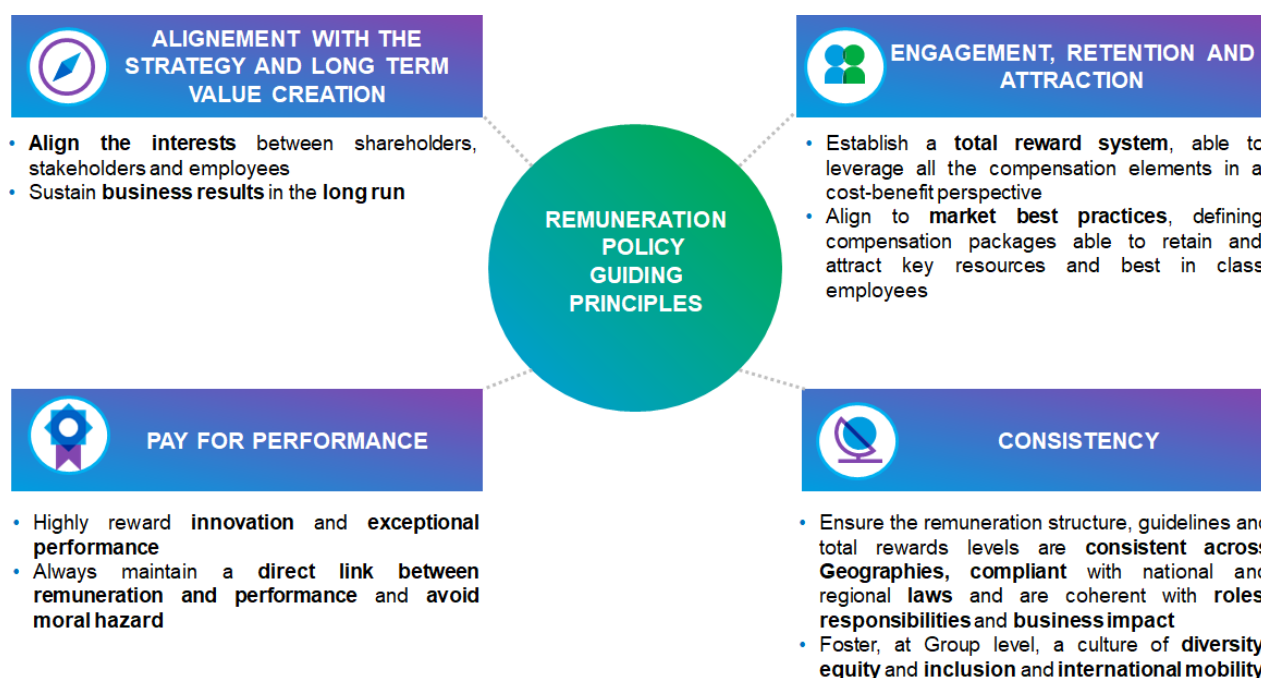 ALIGNEMENT WITH THE
STRATEGY AND LONG TERM
VALUE CREATION
• Align the interests between shareholders,
stakeholders and employees
• Sustain business results in the long run
ENGAGEMENT, RETENTION AND
ATTRACTION
• Establish a total reward system, able to
leverage all the compensation elements in a
cost-benefit perspective
• Align to market best practices, defining
compensation packages able to retain and
attract key resources and best in class
employees
REMUNERATION
POLICY
GUIDING
PRINCIPLES
PAY FOR PERFORMANCE
• Highly reward innovation and exceptional
performance
• Always maintain a direct link between
remuneration and performance and avoid
moral hazard
CONSISTENCY
• Ensure the remuneration structure, guidelines and
total rewards levels are consistent across
Geographies, compliant with national and
regional laws and are coherent with roles
responsibilities and business impact
• Foster, at Group level, a culture of diversity
equity and inclusion and international mobility